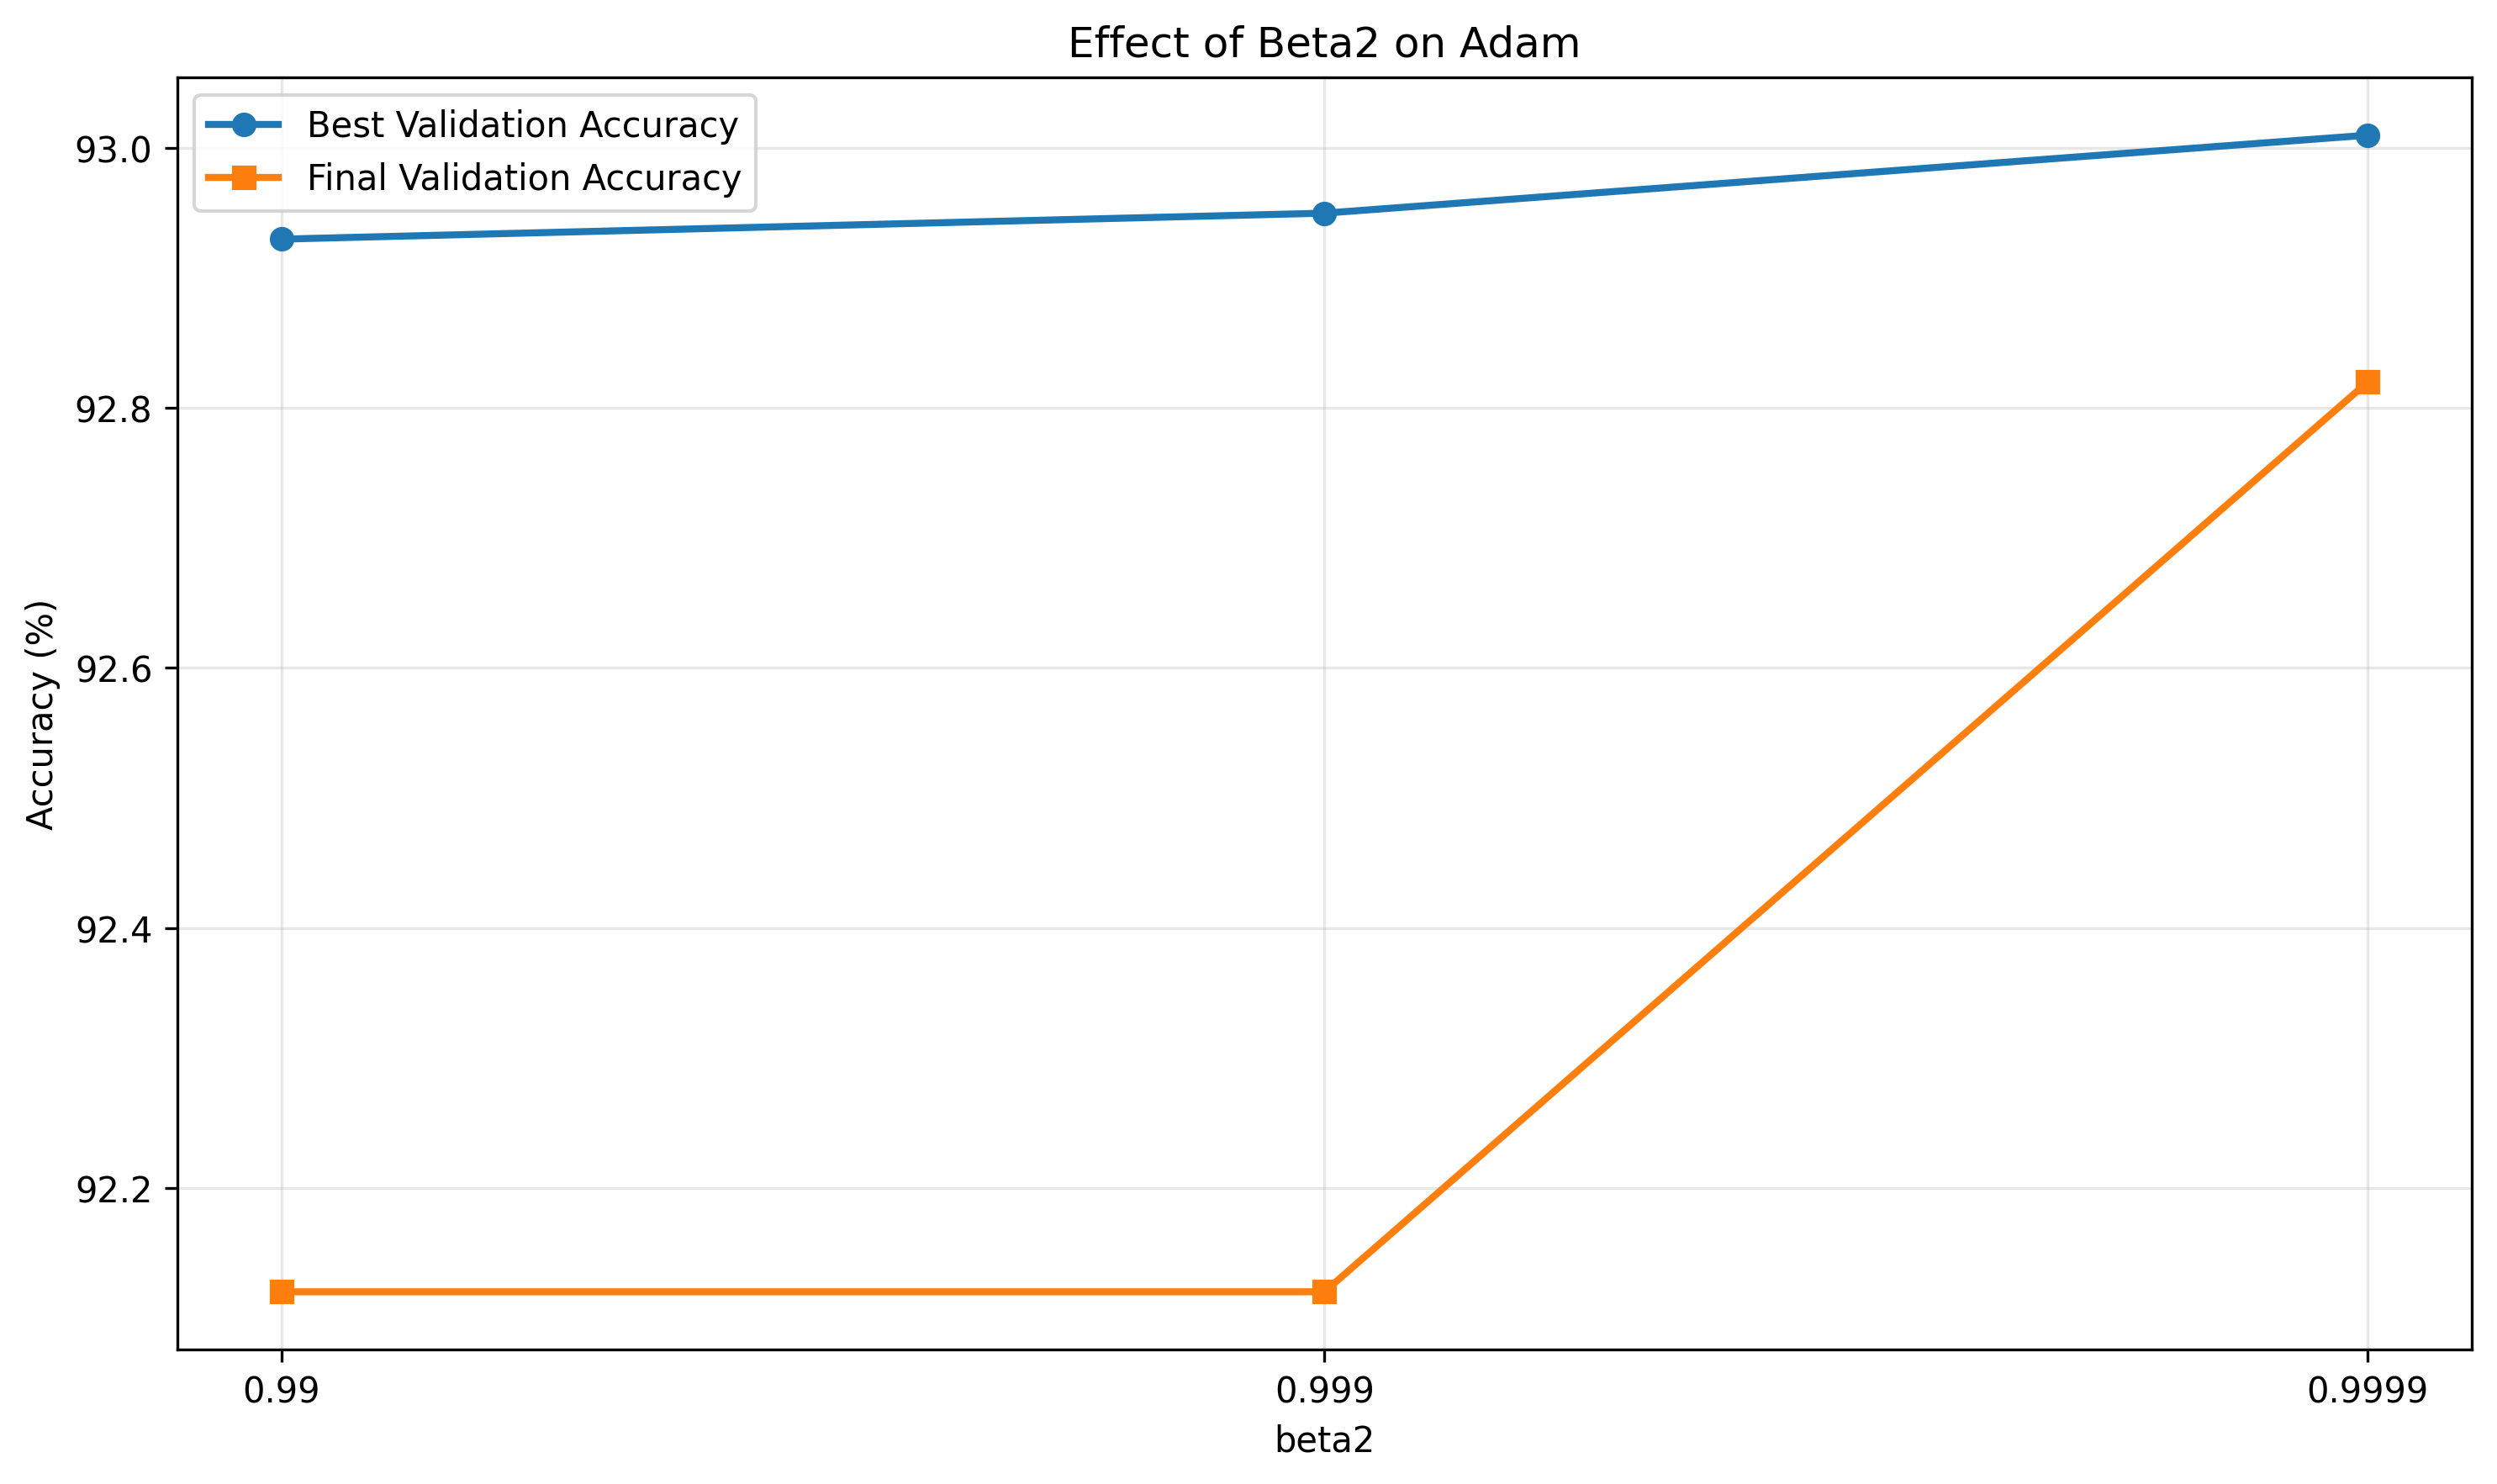 Effect of Beta2 on Adam
Best Validation Accuracy
Final Validation Accuracy
Accuracy (%)
93.0
92.8
92.6
92.4
92.2
0.99 0.999 0.9999
beta2